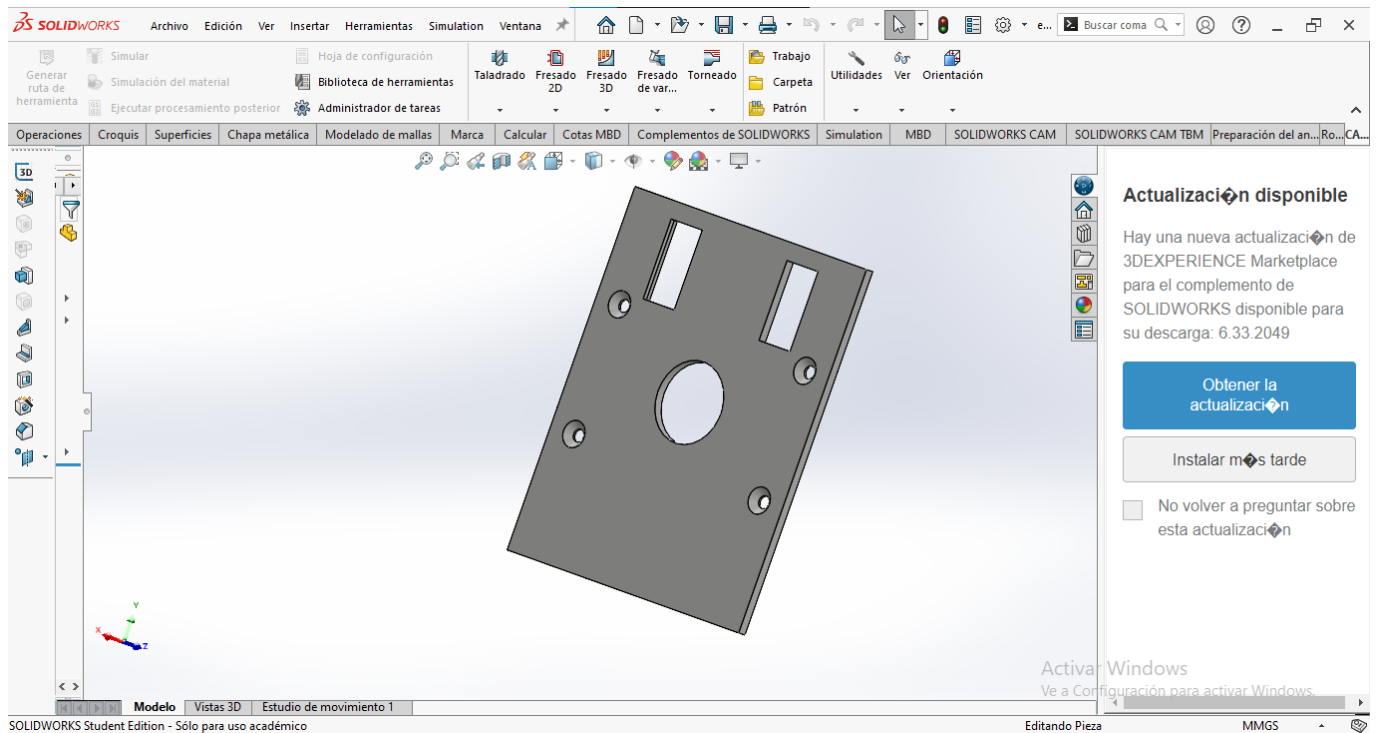 SOLIDWORKS Archivo Edición Ver Insertar Herramientas Simulation Ventana e... Buscar coma
Generar ruta de herramienta
Simular
Simulación del material
Ejecutar procesamiento posterior
Hoja de configuración
Biblioteca de herramientas
Administrador de tareas
Taladrado
Fresado 2D
Fresado 3D
Fresado de var...
Torneado
Trabajo
Carpeta
Patrón
Utilidades
Ver
Orientación
Operaciones Croquis Superficies Chapa metálica Modelado de mallas Marca Calcular Cotas MBD Complementos de SOLIDWORKS Simulation MBD SOLIDWORKS CAM SOLIDWORKS CAM TBM Preparación del an... Ro... CA...
3D
Actualizaci�n disponible
Hay una nueva actualizaci�n de
3DEXPERIENCE Marketplace
para el complemento de
SOLIDWORKS disponible para
su descarga: 6.33.2049
Obtener la
actualizaci�n
Instalar m�s tarde
No volver a preguntar sobre
esta actualizaci�n
Y
X
Z
Activar Windows
Ve a Configuración para activar Windows.
Modelo Vistas 3D Estudio de movimiento 1
SOLIDWORKS Student Edition - Sólo para uso académico Editando Pieza MMGS